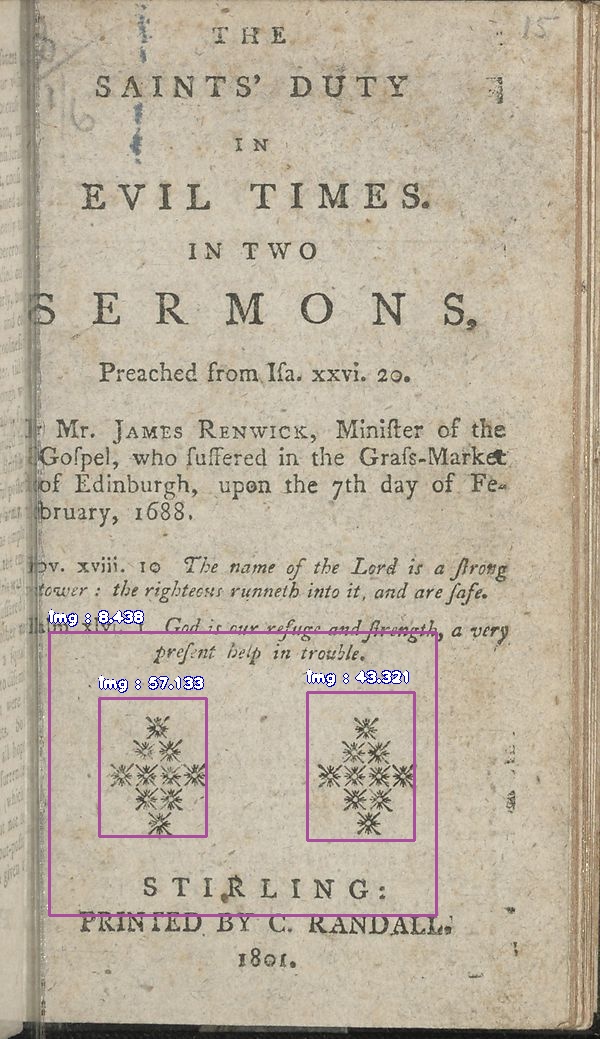 15
THE
SAINTS' DUTY
IN
EVIL TIMES.
IN TWO
SERMONS,
Preached from Iſa. xxvi. 20.
Mr. JAMES RENWICK, Miniſter of the
Goſpel, who ſuffered in the Graſs-Market
of Edinburgh, upon the 7th day of Fe-
bruary, 1688.
ov. xviii. 10 The name of the Lord is a ſtrong
tower : the righteous runneth into it, and are ſafe.
God is our refuge and ſtrength, a very
preſent help in trouble.
img : 8.438
img : 57.133
img : 43.321
STIRLING:
PRINTED BY C. RANDALL.
1801.